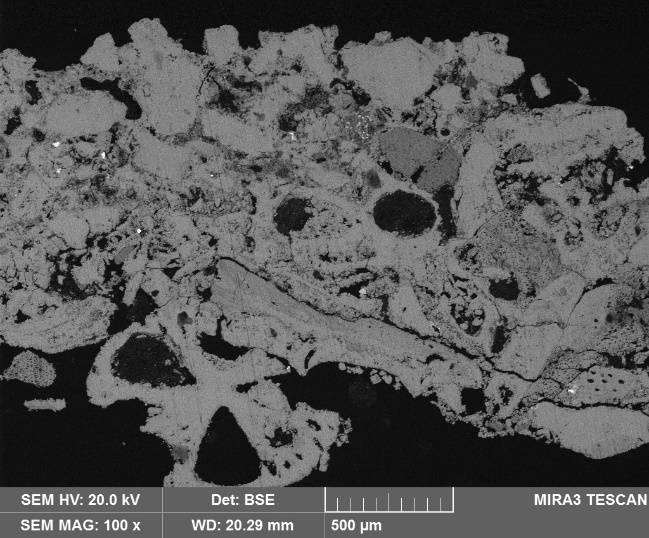 SEM HV: 20.0 kV Det: BSE MIRA3 TESCAN
SEM MAG: 100 x WD: 20.29 mm 500 µm